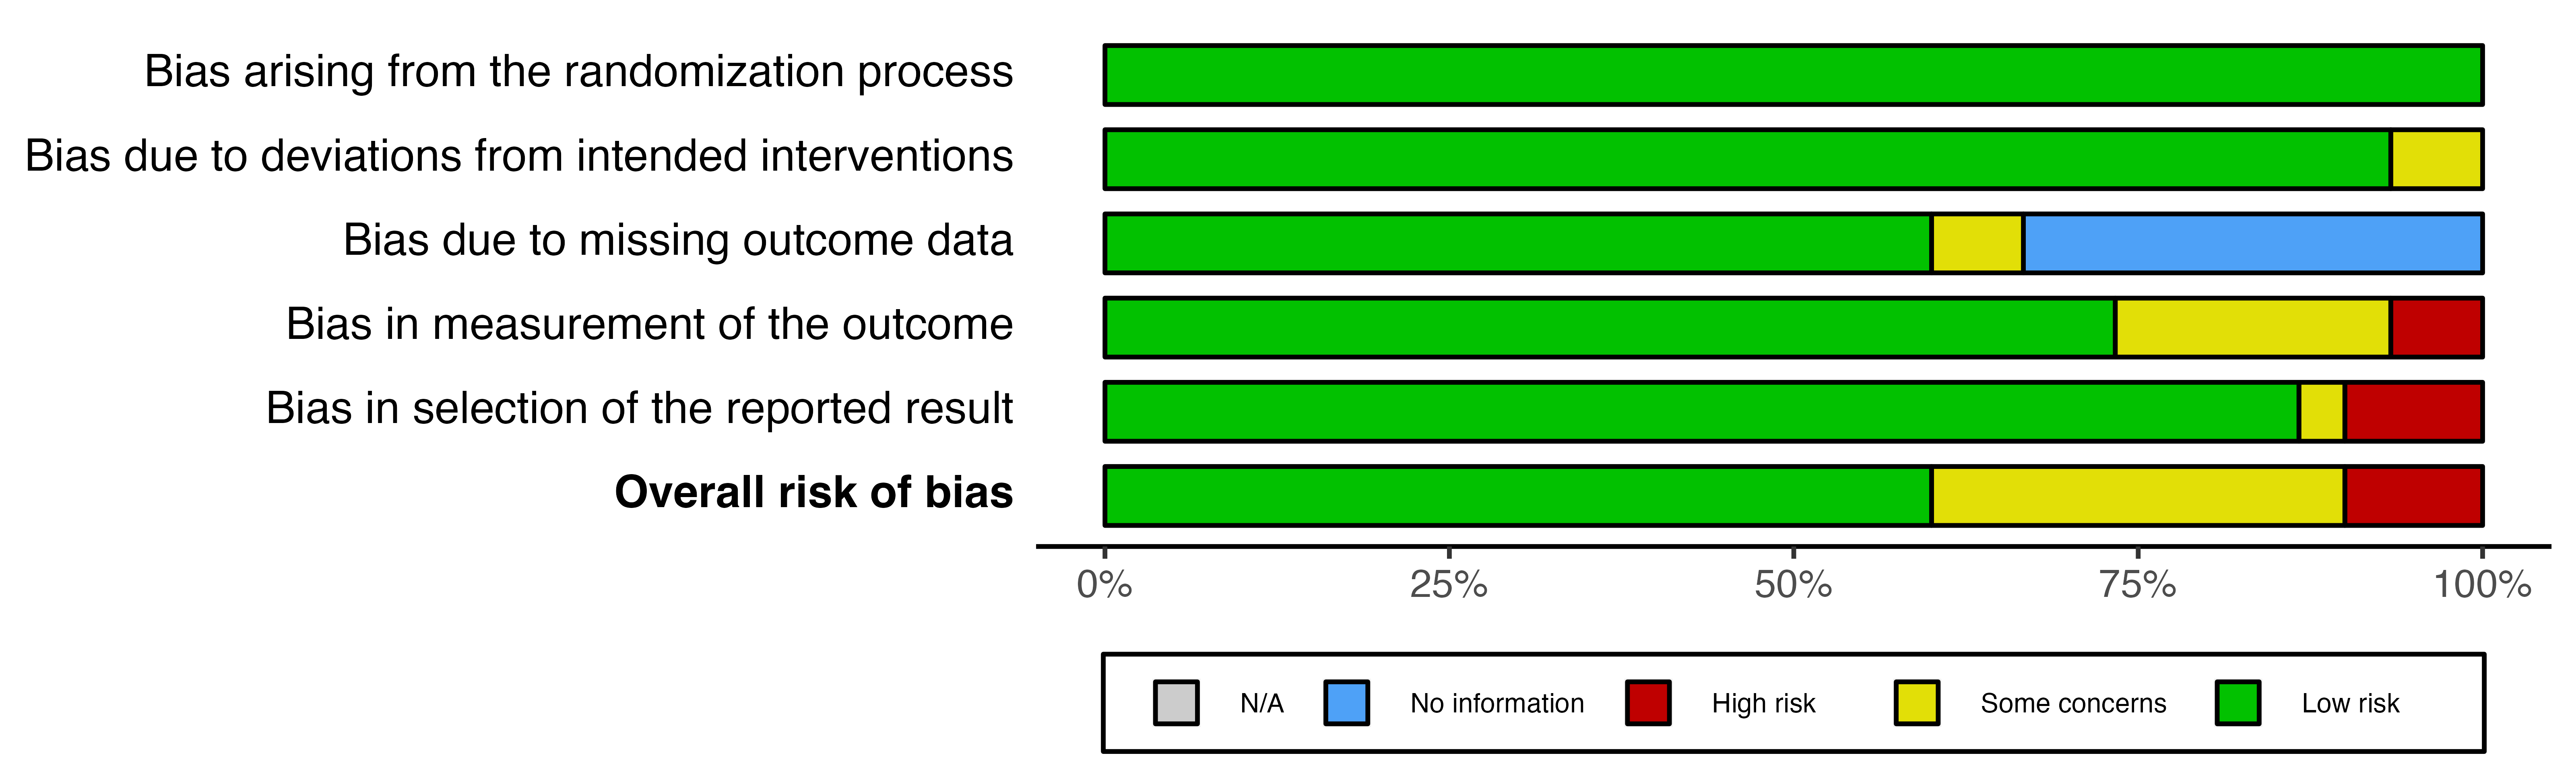 Bias arising from the randomization process
Bias due to deviations from intended interventions
Bias due to missing outcome data
Bias in measurement of the outcome
Bias in selection of the reported result
Overall risk of bias
0% 25% 50% 75% 100%
N/A No information High risk Some concerns Low risk